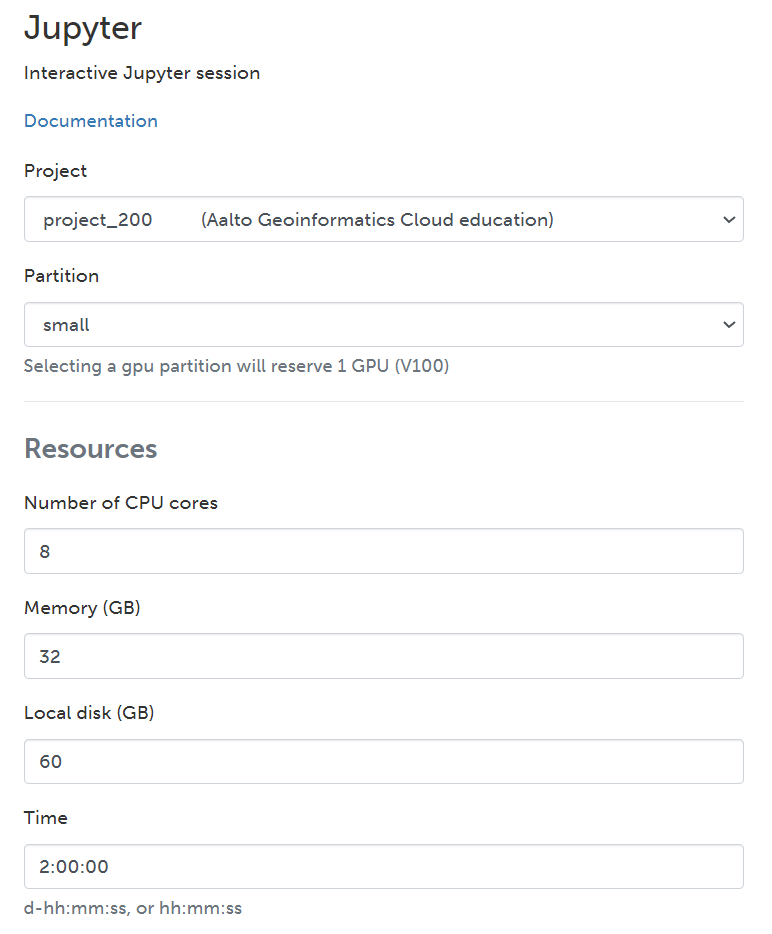 Jupyter
Interactive Jupyter session
Documentation
Project
project_200 (Aalto Geoinformatics Cloud education)
Partition
small
Selecting a gpu partition will reserve 1 GPU (V100)
Resources
Number of CPU cores
8
Memory (GB)
32
Local disk (GB)
60
Time
2:00:00
d-hh:mm:ss, or hh:mm:ss